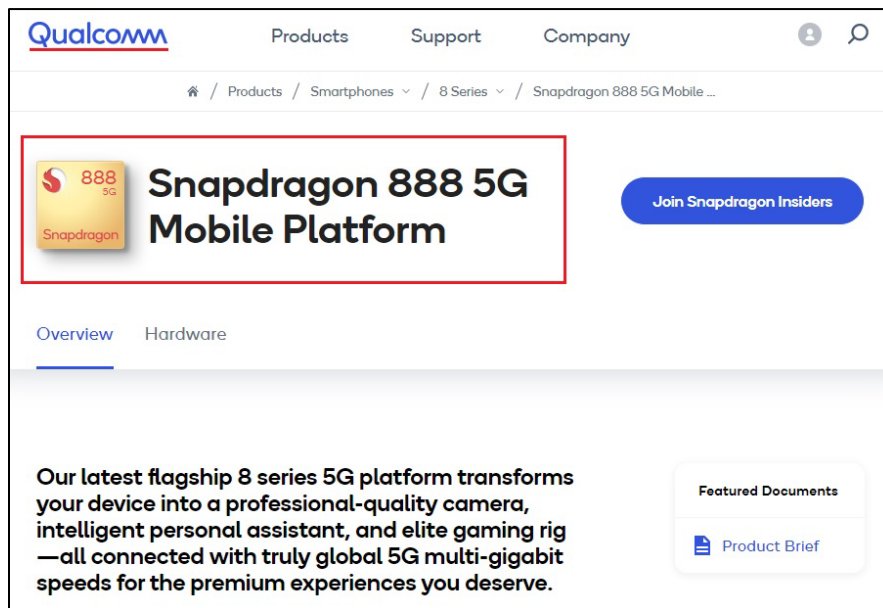 Qualcomm
Products Support Company
/ Products / Smartphones / 8 Series / Snapdragon 888 5G Mobile ...
888
5G
Snapdragon
Snapdragon 888 5G
Mobile Platform
Join Snapdragon Insiders
Overview Hardware
Our latest flagship 8 series 5G platform transforms
your device into a professional-quality camera,
intelligent personal assistant, and elite gaming rig
—all connected with truly global 5G multi-gigabit
speeds for the premium experiences you deserve.
Featured Documents
Product Brief